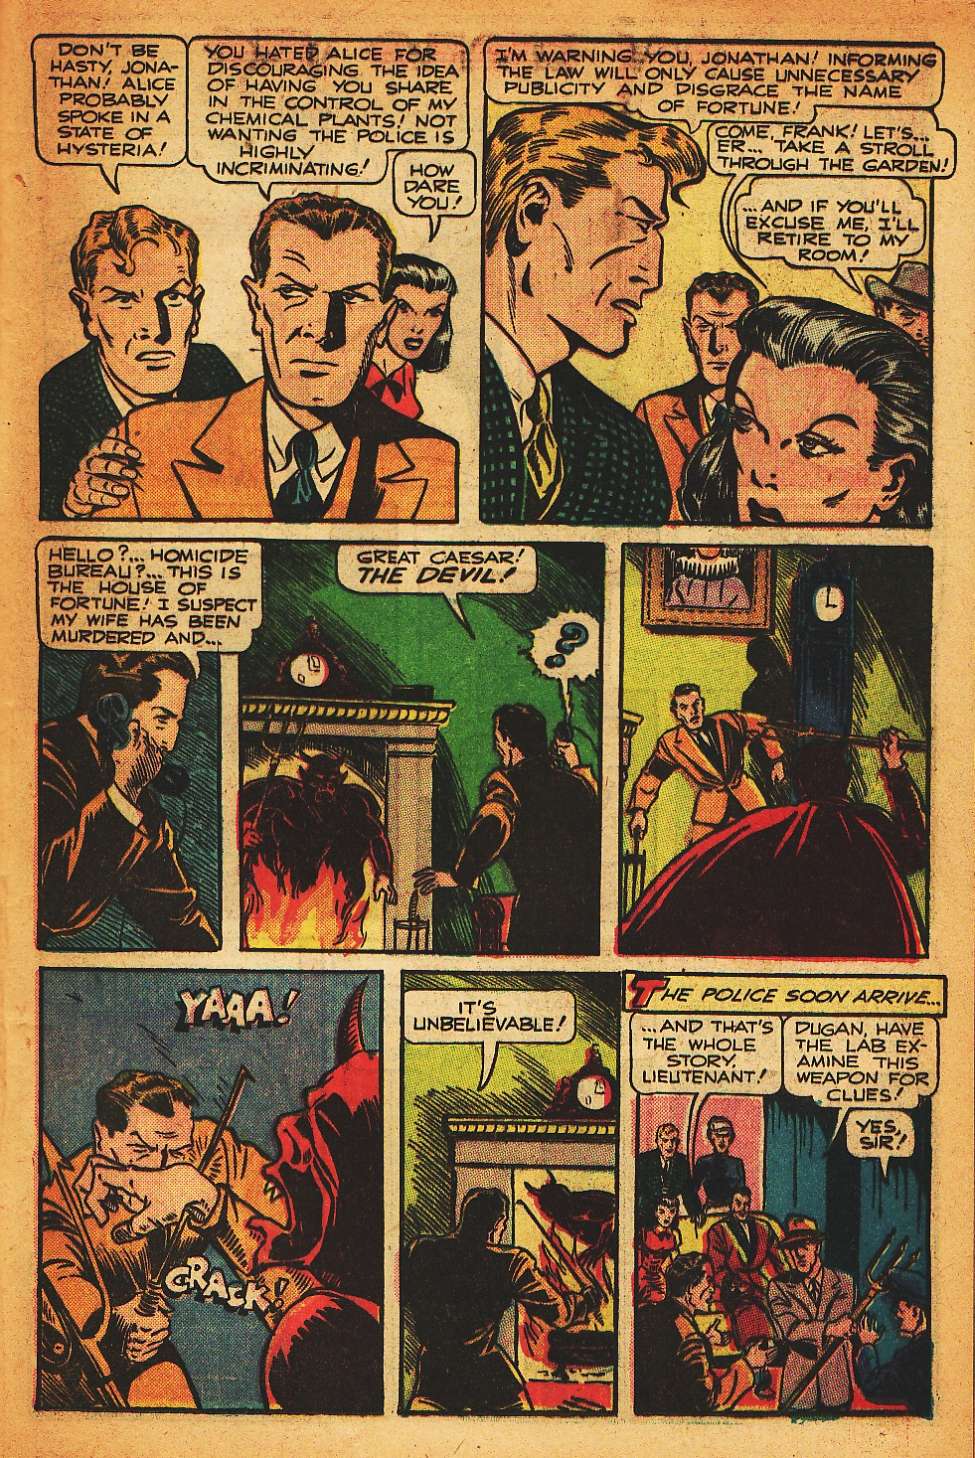 DON'T BE
HASTY, JONA-
THAN! ALICE
PROBABLY
SPOKE IN A
STATE OF
HYSTERIA!
YOU HATED ALICE FOR
DISCOURAGING THE IDEA
OF HAVING YOU SHARE
IN THE CONTROL OF MY
CHEMICAL PLANTS! NOT
WANTING THE POLICE IS
HIGHLY
INCRIMINATING!
HOW
DARE
YOU!
I'M WARNING YOU, JONATHAN! INFORMING
THE LAW WILL ONLY CAUSE UNNECESSARY
PUBLICITY AND DISGRACE THE NAME
OF FORTUNE!
COME, FRANK! LET'S...
ER... TAKE A STROLL
THROUGH THE GARDEN!
...AND IF YOU'LL
EXCUSE ME, I'LL
RETIRE TO MY
ROOM!
HELLO?... HOMICIDE
BUREAU?... THIS IS
THE HOUSE OF
FORTUNE! I SUSPECT
MY WIFE HAS BEEN
MURDERED AND...
GREAT CAESAR!
THE DEVIL!
?
YAAA!
CRACK!
IT'S
UNBELIEVABLE!
THE POLICE SOON ARRIVE...
...AND THAT'S
THE WHOLE
STORY,
LIEUTENANT!
DUGAN, HAVE
THE LAB EX-
AMINE THIS
WEAPON FOR
CLUES!
YES,
SIR!